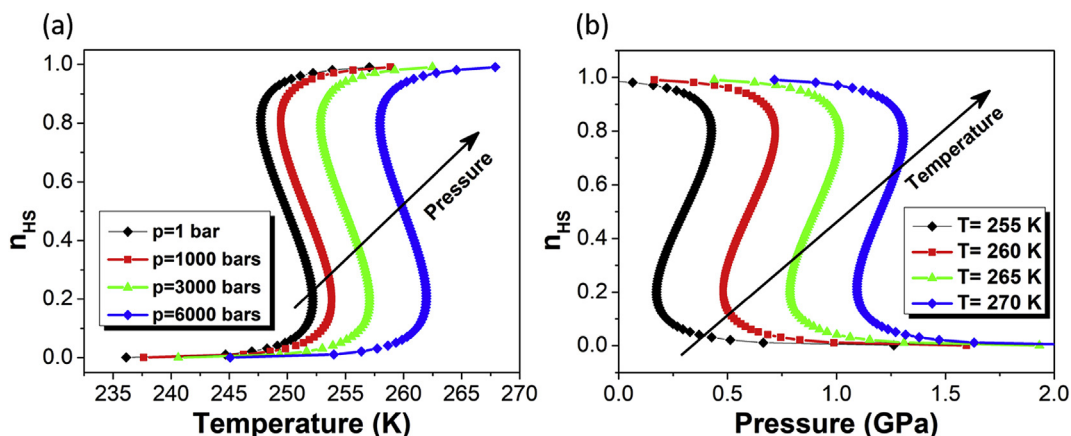 (a)
n_HS
1.0
0.8
0.6
0.4
0.2
0.0
Pressure
p=1 bar
p=1000 bars
p=3000 bars
p=6000 bars
235 240 245 250 255 260 265 270
Temperature (K)
(b)
n_HS
1.0
0.8
0.6
0.4
0.2
0.0
Temperature
T= 255 K
T= 260 K
T= 265 K
T= 270 K
0.0 0.5 1.0 1.5 2.0
Pressure (GPa)